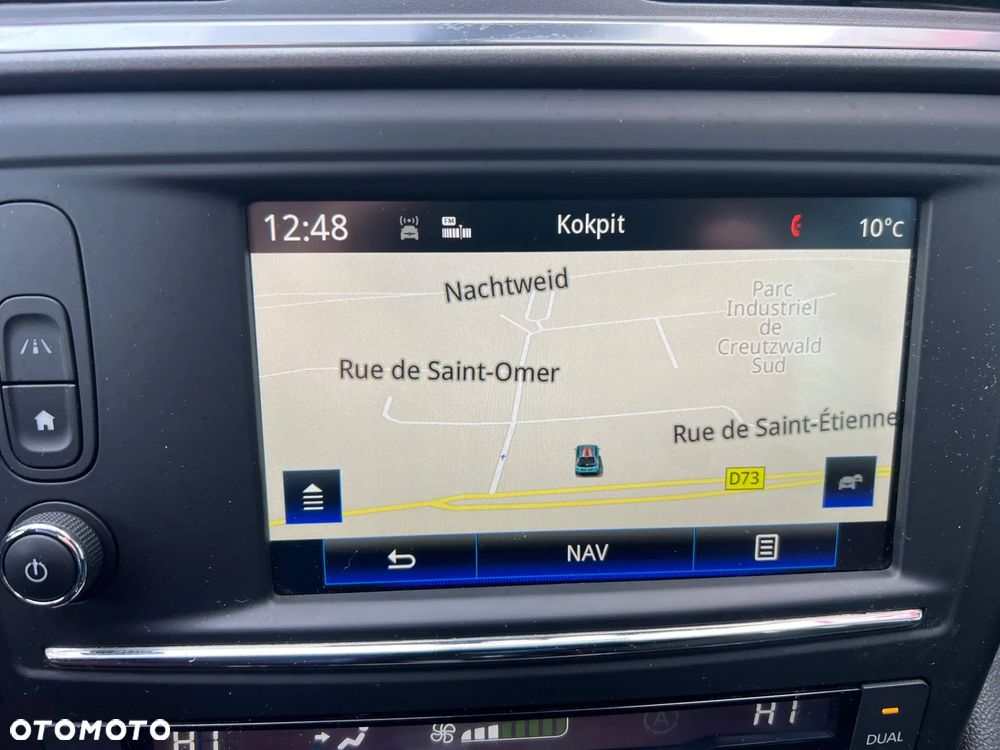 12:48
FM
Kokpit
10°C
Nachtweid
Parc
Industriel
de
Creutzwald
Sud
Rue de Saint-Omer
Rue de Saint-Étienne
D73
NAV
OTOMOTO
HI
A
HI
DUAL